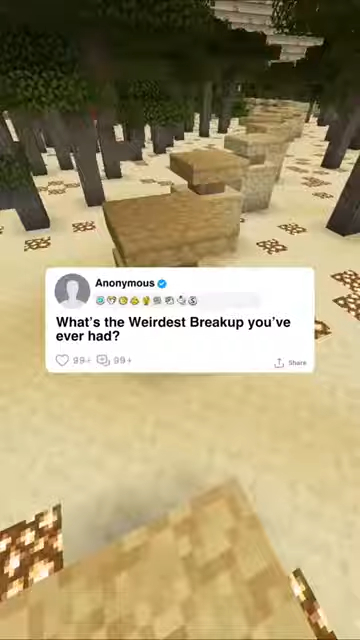 Anonymous
What's the Weirdest Breakup you've
ever had?
99+ 99+ Share